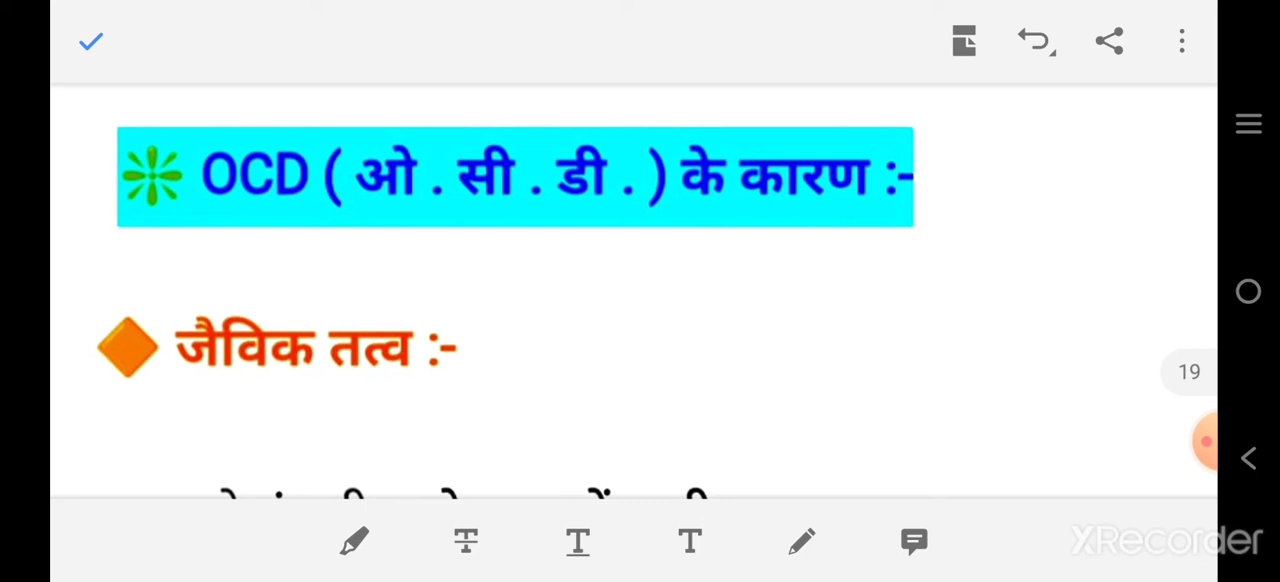 OCD ( ओ . सी . डी . ) के कारण :-
जैविक तत्व :-
19
T
T
T
XRecorder